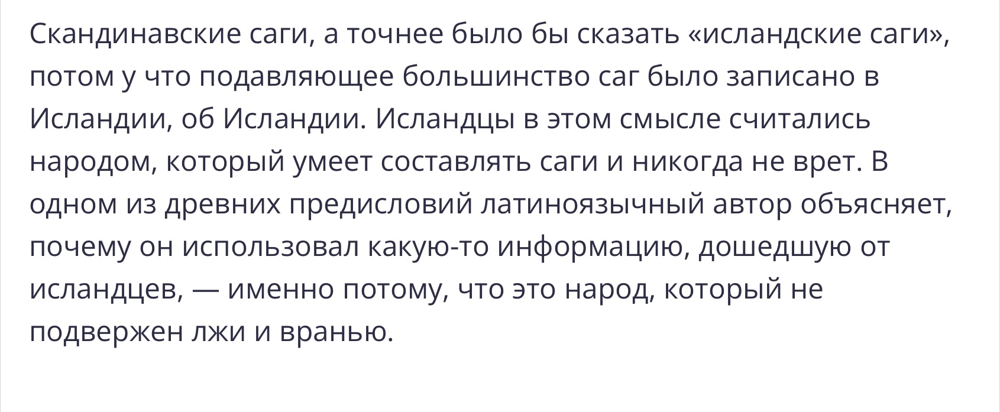 Скандинавские саги, а точнее было бы сказать «исландские саги»,
потом у что подавляющее большинство саг было записано в
Исландии, об Исландии. Исландцы в этом смысле считались
народом, который умеет составлять саги и никогда не врет. В
одном из древних предисловий латиноязычный автор объясняет,
почему он использовал какую-то информацию, дошедшую от
исландцев, — именно потому, что это народ, который не
подвержен лжи и вранью.